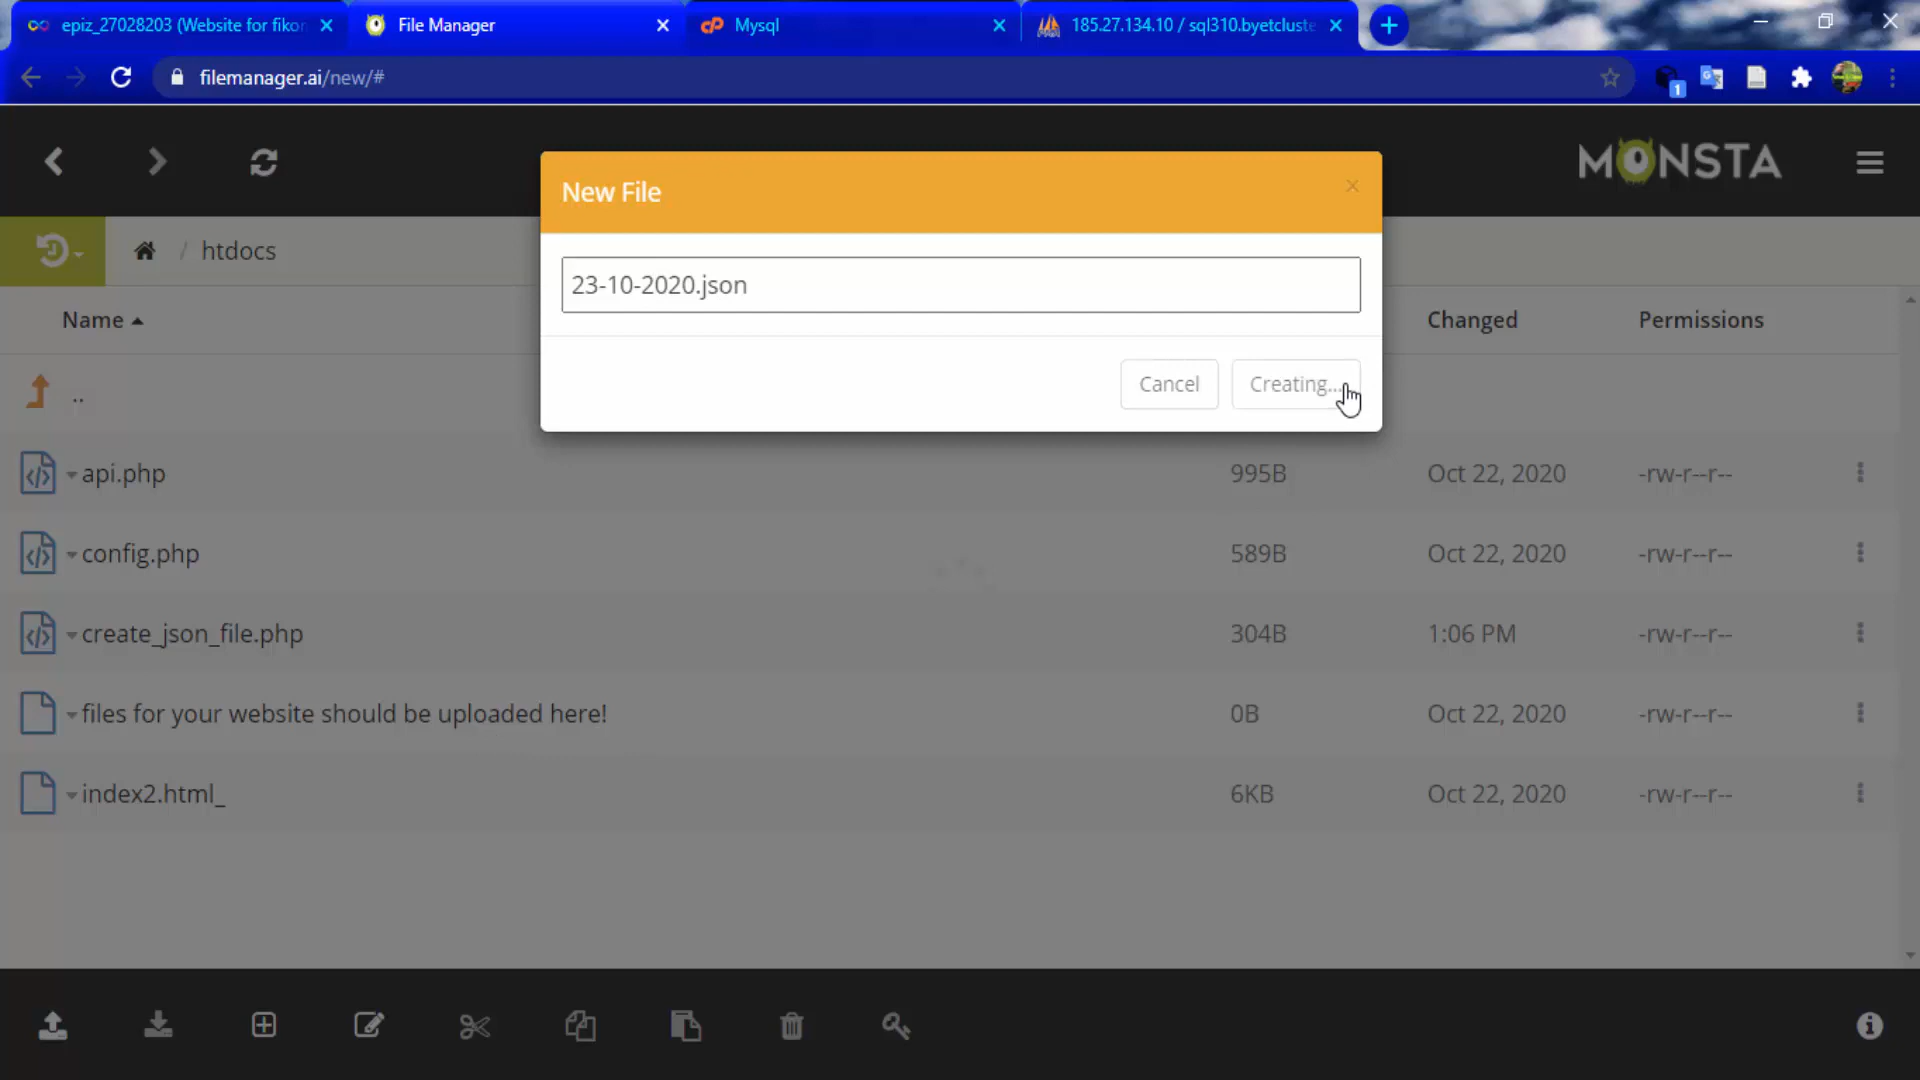 epiz_27028203 (Website for fikon
File Manager
Mysql
185.27.134.10 / sql310.byetcluste
filemanager.ai/new/#
1
MONSTA
New File
htdocs
23-10-2020.json
Name
Changed
Permissions
Cancel
Creating...
..
api.php
995B
Oct 22, 2020
-rw-r--r--
config.php
589B
Oct 22, 2020
-rw-r--r--
create_json_file.php
304B
1:06 PM
-rw-r--r--
files for your website should be uploaded here!
0B
Oct 22, 2020
-rw-r--r--
index2.html_
6KB
Oct 22, 2020
-rw-r--r--